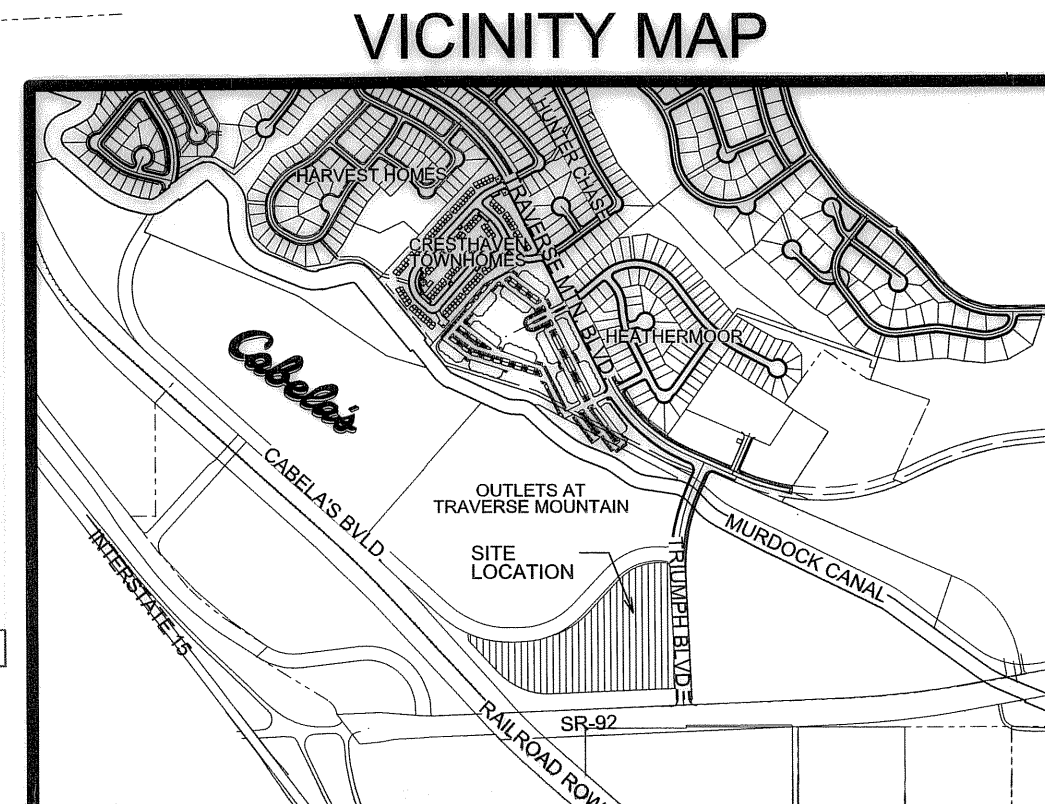 VICINITY MAP
HUNTER CHASE
HARVEST HOMES
TRAVERSE MTN BLVD
CRESTHAVEN
TOWNHOMES
HEATHERMOOR
Cabela's
CABELA'S BVLD
OUTLETS AT
TRAVERSE MOUNTAIN
MURDOCK CANAL
INTERSTATE 15
SITE
LOCATION
TRIUMPH BLVD
SR-92
RAILROAD ROW